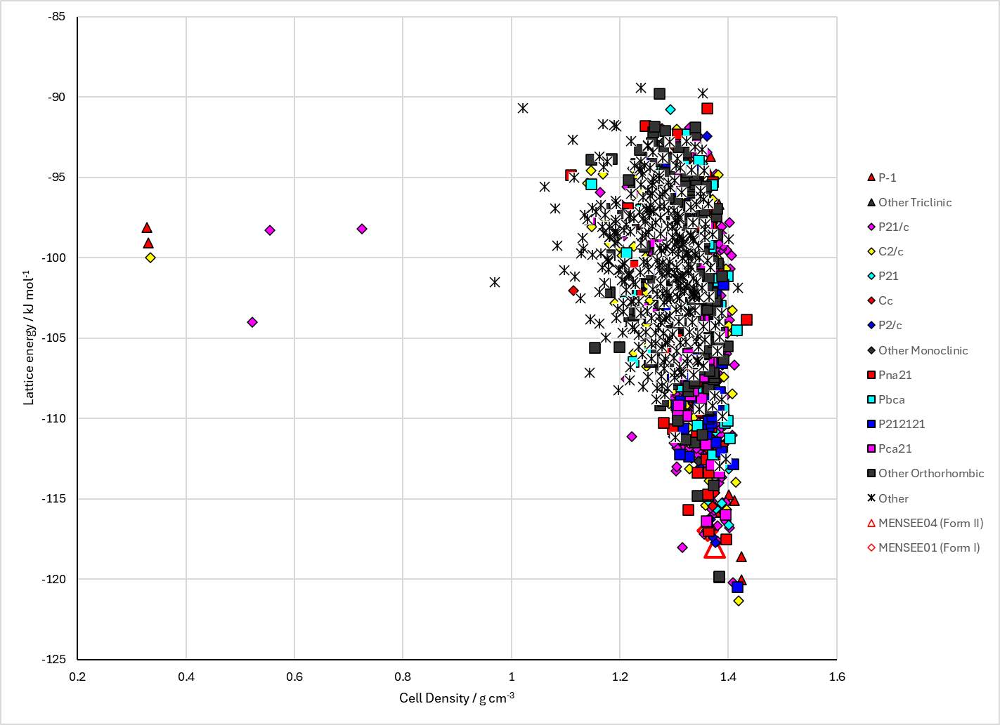 -85
-90
-95
-100
-105
-110
-115
-120
-125
Lattice energy / kJ mol-1
0.2 0.4 0.6 0.8 1 1.2 1.4 1.6
Cell Density / g cm-3
P-1
Other Triclinic
P21/c
C2/c
P21
Cc
P2/c
Other Monoclinic
Pna21
Pbca
P212121
Pca21
Other Orthorhombic
Other
MENSEE04 (Form II)
MENSEE01 (Form I)